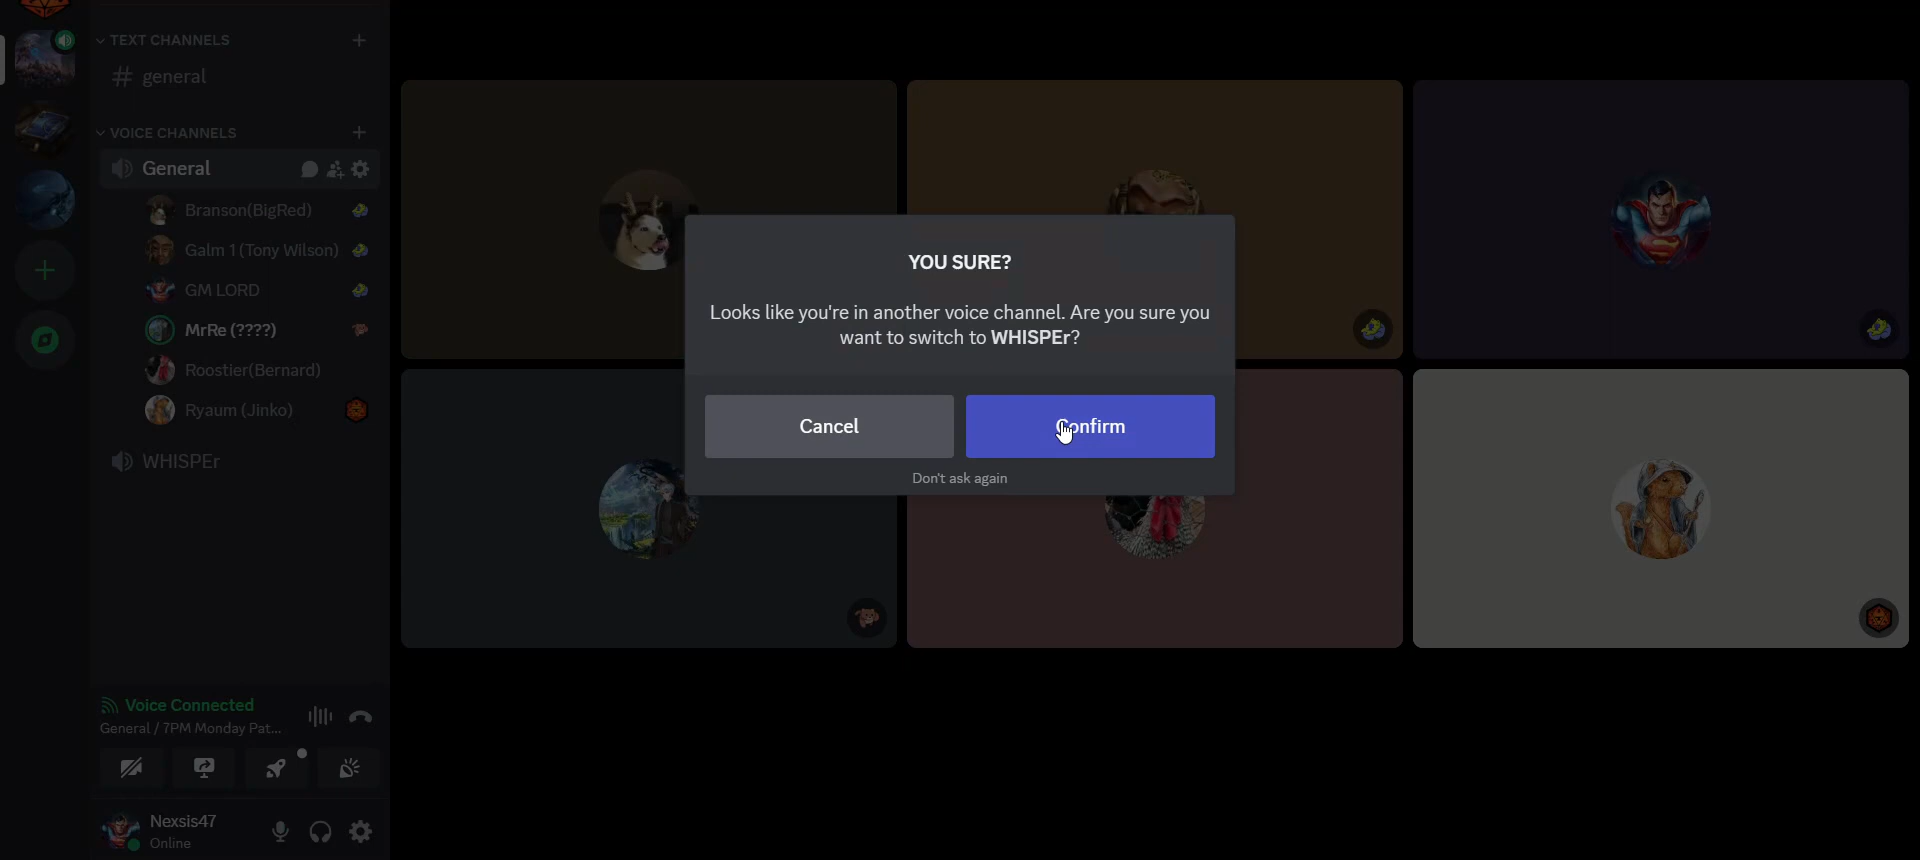 TEXT CHANNELS
general
VOICE CHANNELS
General
Branson(BigRed)
Galm 1 (Tony Wilson)
GM LORD
MrRe (????)
Roostier(Bernard)
Ryaum (Jinko)
WHISPEr
YOU SURE?
Looks like you're in another voice channel. Are you sure you
want to switch to WHISPEr?
Cancel
Confirm
Don't ask again
Voice Connected
General / 7PM Monday Pat...
Nexsis47
Online